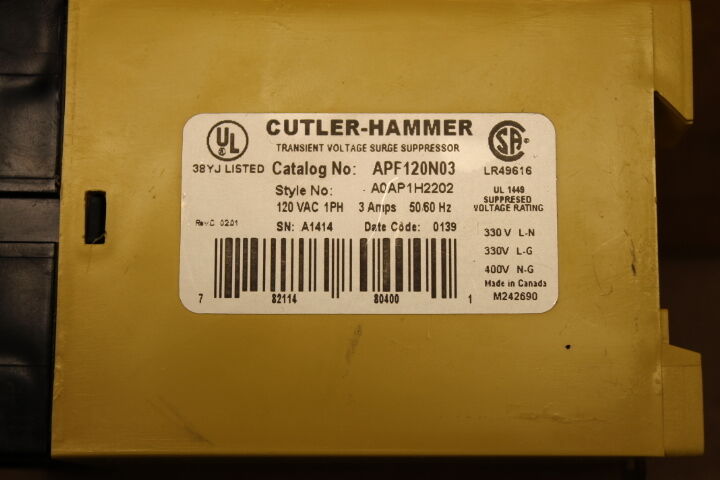 UL
CUTLER-HAMMER
SA
TRANSIENT VOLTAGE SURGE SUPPRESSOR
38YJ LISTED Catalog No: APF120N03 LR49616
Style No: A0AP1H2202
UL 1449
SUPPRESED
VOLTAGE RATING
120 VAC 1PH 3 Amps 50/60 Hz
Rev.C 02.01
SN: A1414 Date Code: 0139
330 V L-N
330V L-G
400V N-G
Made in Canada
M242690
7 82114 80400 1